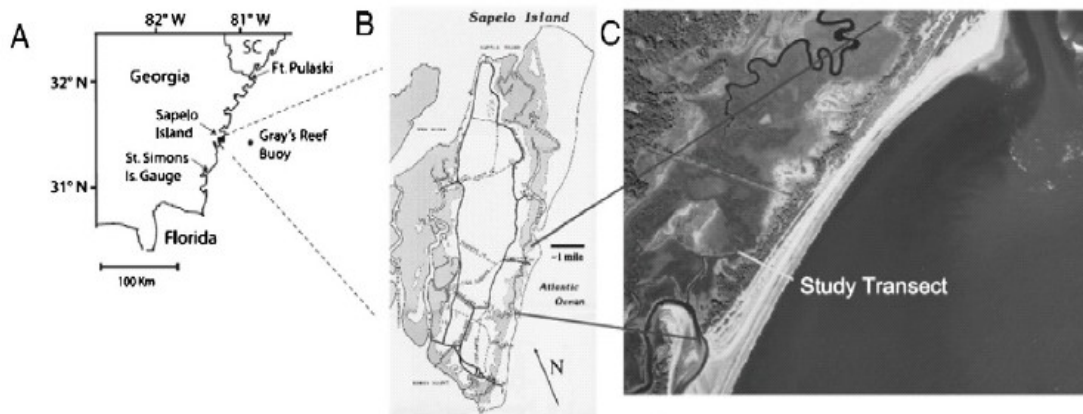 A
82° W
81° W
SC
Georgia
Ft. Pulaski
32° N
Sapelo
Island
Gray's Reef
Buoy
St. Simons
Is. Gauge
31° N
Florida
100 Km
B
Sapelo Island
~1 mile
Atlantic
Ocean
N
C
Study Transect